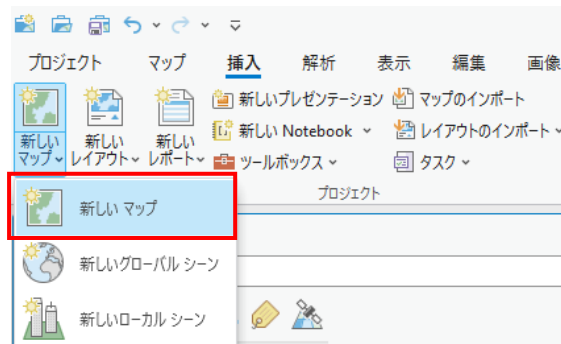 プロジェクト マップ 挿入 解析 表示 編集 画像
新しいプレゼンテーション マップのインポート
新しい Notebook レイアウトのインポート
新しい
マップ
新しい
レイアウト
新しい
レポート
ツールボックス タスク
プロジェクト
新しい マップ
新しいグローバル シーン
新しいローカル シーン